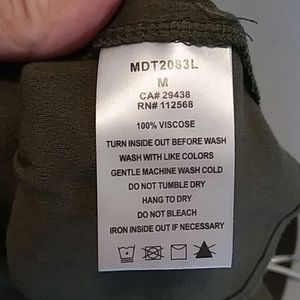 MDT2083L
M
CA# 29438
RN# 112568
100% VISCOSE
TURN INSIDE OUT BEFORE WASH
WASH WITH LIKE COLORS
GENTLE MACHINE WASH COLD
DO NOT TUMBLE DRY
HANG TO DRY
DO NOT BLEACH
IRON INSIDE OUT IF NECESSARY